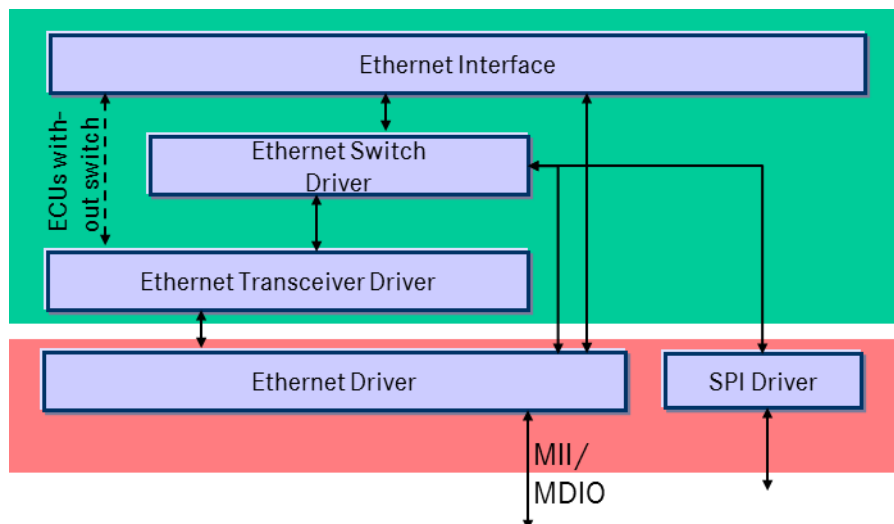 Ethernet Interface
ECUs with-
out switch
Ethernet Switch
Driver
Ethernet Transceiver Driver
Ethernet Driver
SPI Driver
MII/
MDIO